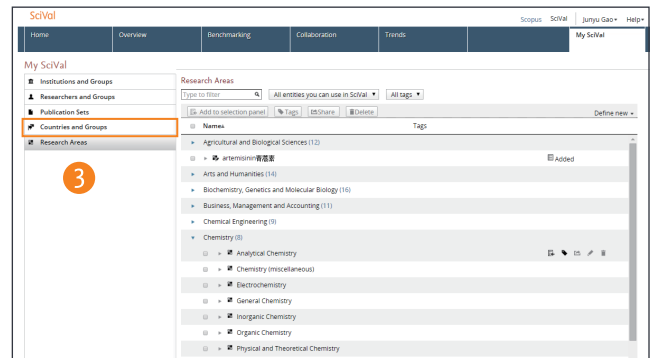 SciVal
Scopus SciVal Junyu Gao Help
Home Overview Benchmarking Collaboration Trends My SciVal
My SciVal
Institutions and Groups
Researchers and Groups
Publication Sets
Countries and Groups
Research Areas
3
Research Areas
Type to filter All entities you can use in SciVal All tags
Add to selection panel Tags Share Delete Define new
Name Tags
Agricultural and Biological Sciences (12)
artemisinin青蒿素 Added
Arts and Humanities (14)
Biochemistry, Genetics and Molecular Biology (16)
Business, Management and Accounting (11)
Chemical Engineering (9)
Chemistry (8)
Analytical Chemistry
Chemistry (miscellaneous)
Electrochemistry
General Chemistry
Inorganic Chemistry
Organic Chemistry
Physical and Theoretical Chemistry